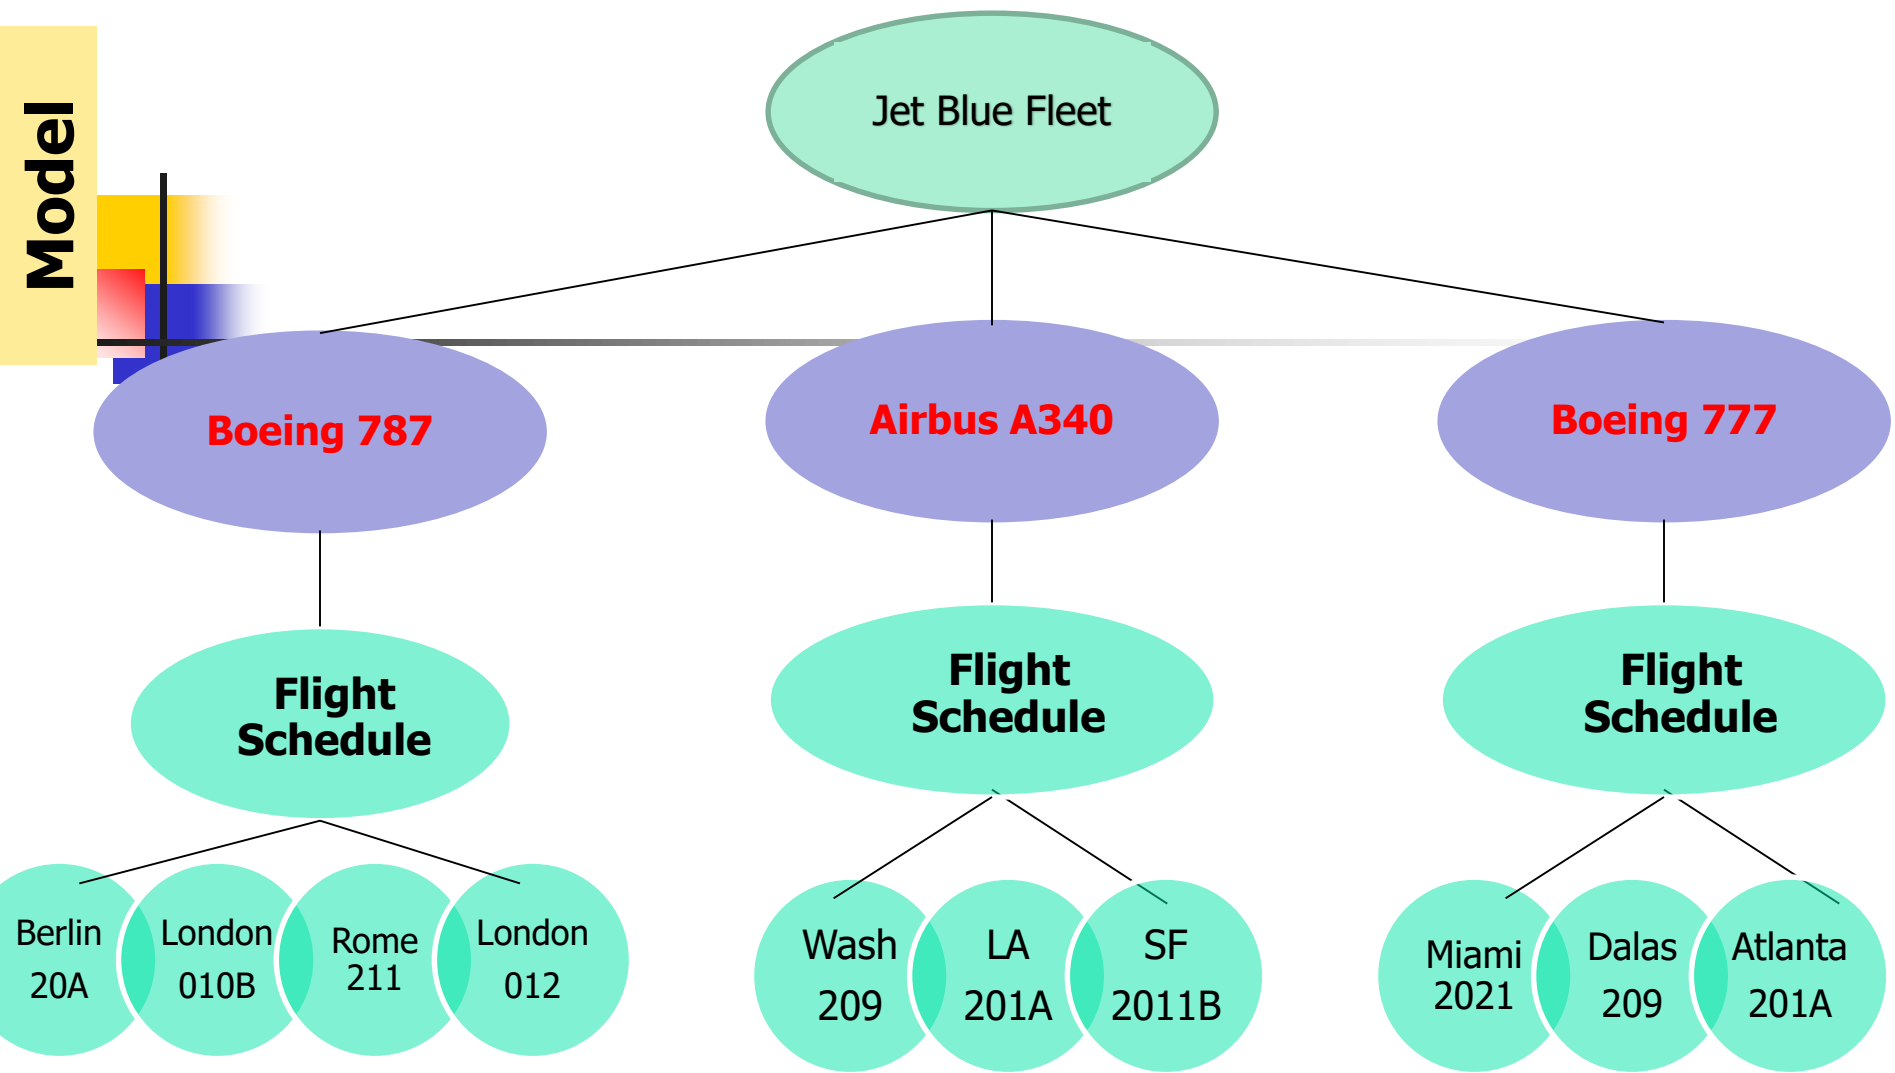 Model
Jet Blue Fleet
Boeing 787
Airbus A340
Boeing 777
Flight
Schedule
Flight
Schedule
Flight
Schedule
Berlin
20A
London
010B
Rome
211
London
012
Wash
209
LA
201A
SF
2011B
Miami
2021
Dalas
209
Atlanta
201A